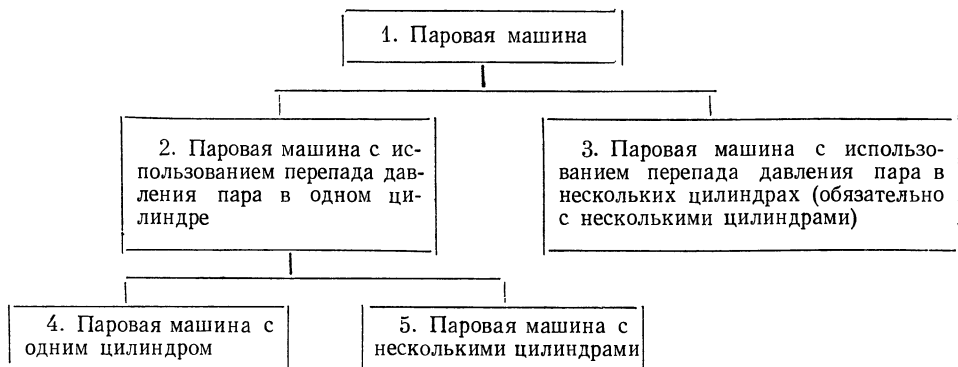 1. Паровая машина
2. Паровая машина с ис-
пользованием перепада дав-
ления пара в одном ци-
линдре
3. Паровая машина с использо-
ванием перепада давления пара в
нескольких цилиндрах (обязательно
с несколькими цилиндрами)
4. Паровая машина с
одним цилиндром
5. Паровая машина с
несколькими цилиндрами